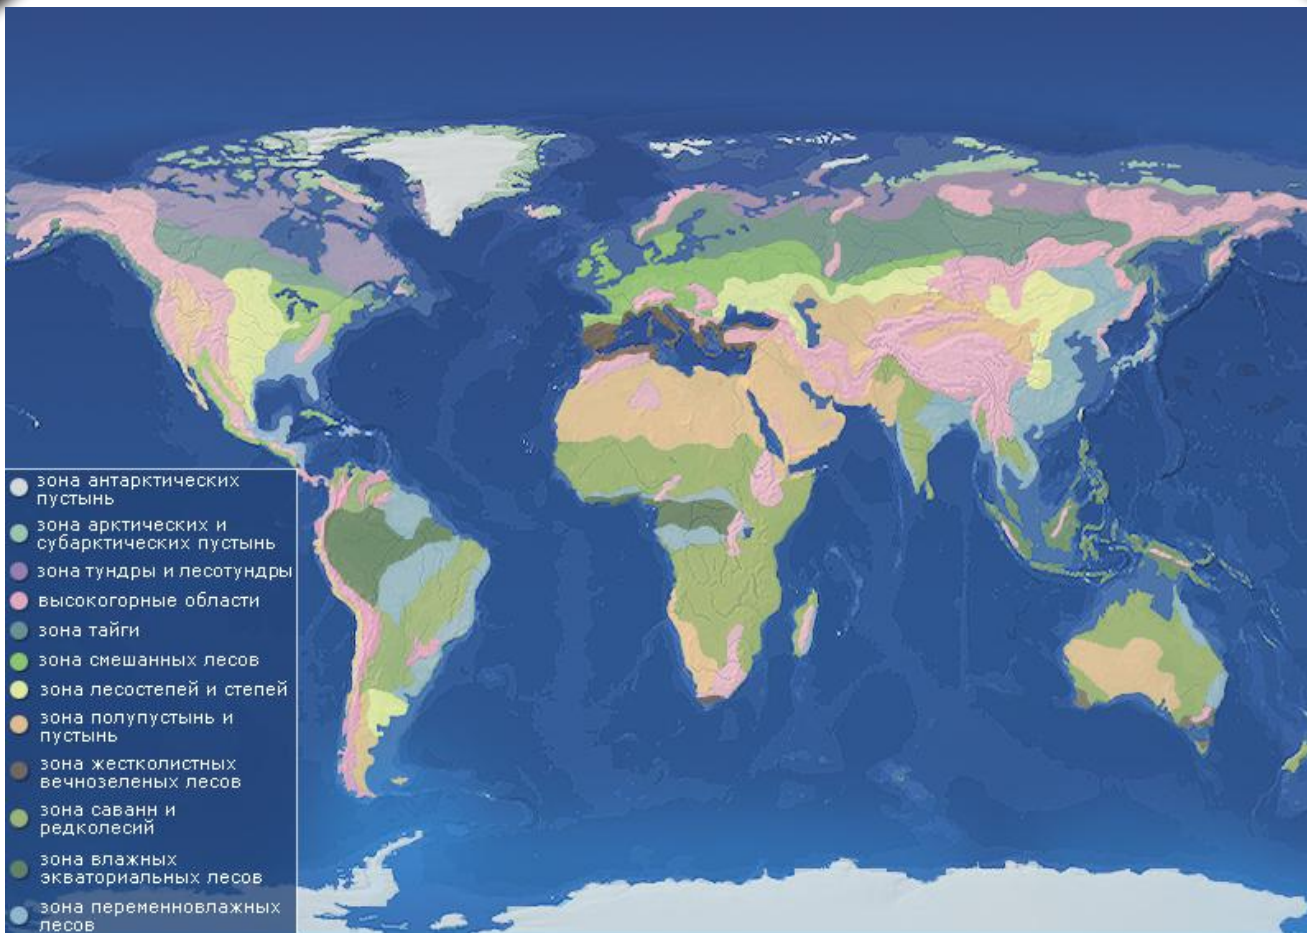 зона антарктических
пустынь
зона арктических и
субарктических пустынь
зона тундры и лесотундры
высокогорные области
зона тайги
зона смешанных лесов
зона лесостепей и степей
зона полупустынь и
пустынь
зона жестколистных
вечнозеленых лесов
зона саванн и
редколесий
зона влажных
экваториальных лесов
зона переменновлажных
лесов